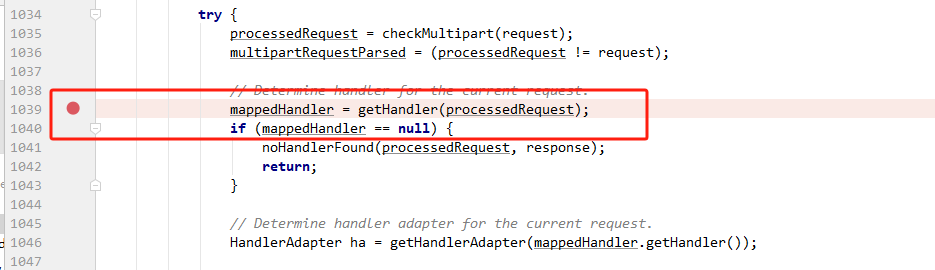 1034 try {
1035 processedRequest = checkMultipart(request);
1036 multipartRequestParsed = (processedRequest != request);
1037
1038 // Determine handler for the current request.
1039 mappedHandler = getHandler(processedRequest);
1040 if (mappedHandler == null) {
1041 noHandlerFound(processedRequest, response);
1042 return;
1043 }
1044
1045 // Determine handler adapter for the current request.
1046 HandlerAdapter ha = getHandlerAdapter(mappedHandler.getHandler());
1047